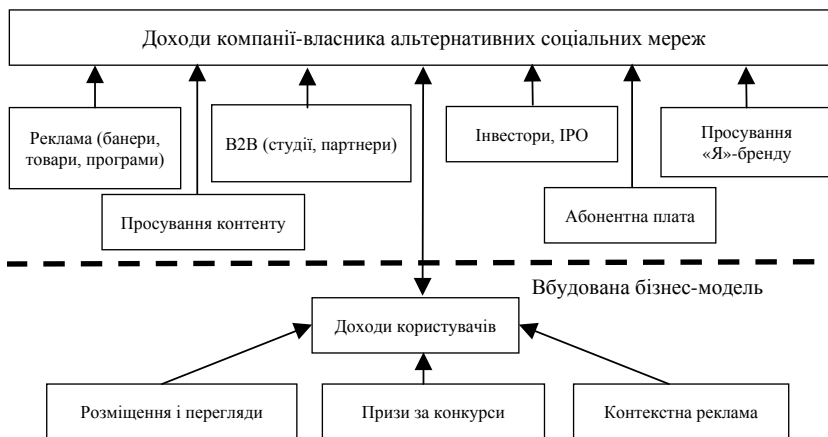 Доходи компанії-власника альтернативних соціальних мереж
Реклама (банери,
товари, програми)
B2B (студії, партнери)
Інвестори, IPO
Просування
«Я»-бренду
Просування контенту
Абонентна плата
Вбудована бізнес-модель
Доходи користувачів
Розміщення і перегляди
Призи за конкурси
Контекстна реклама